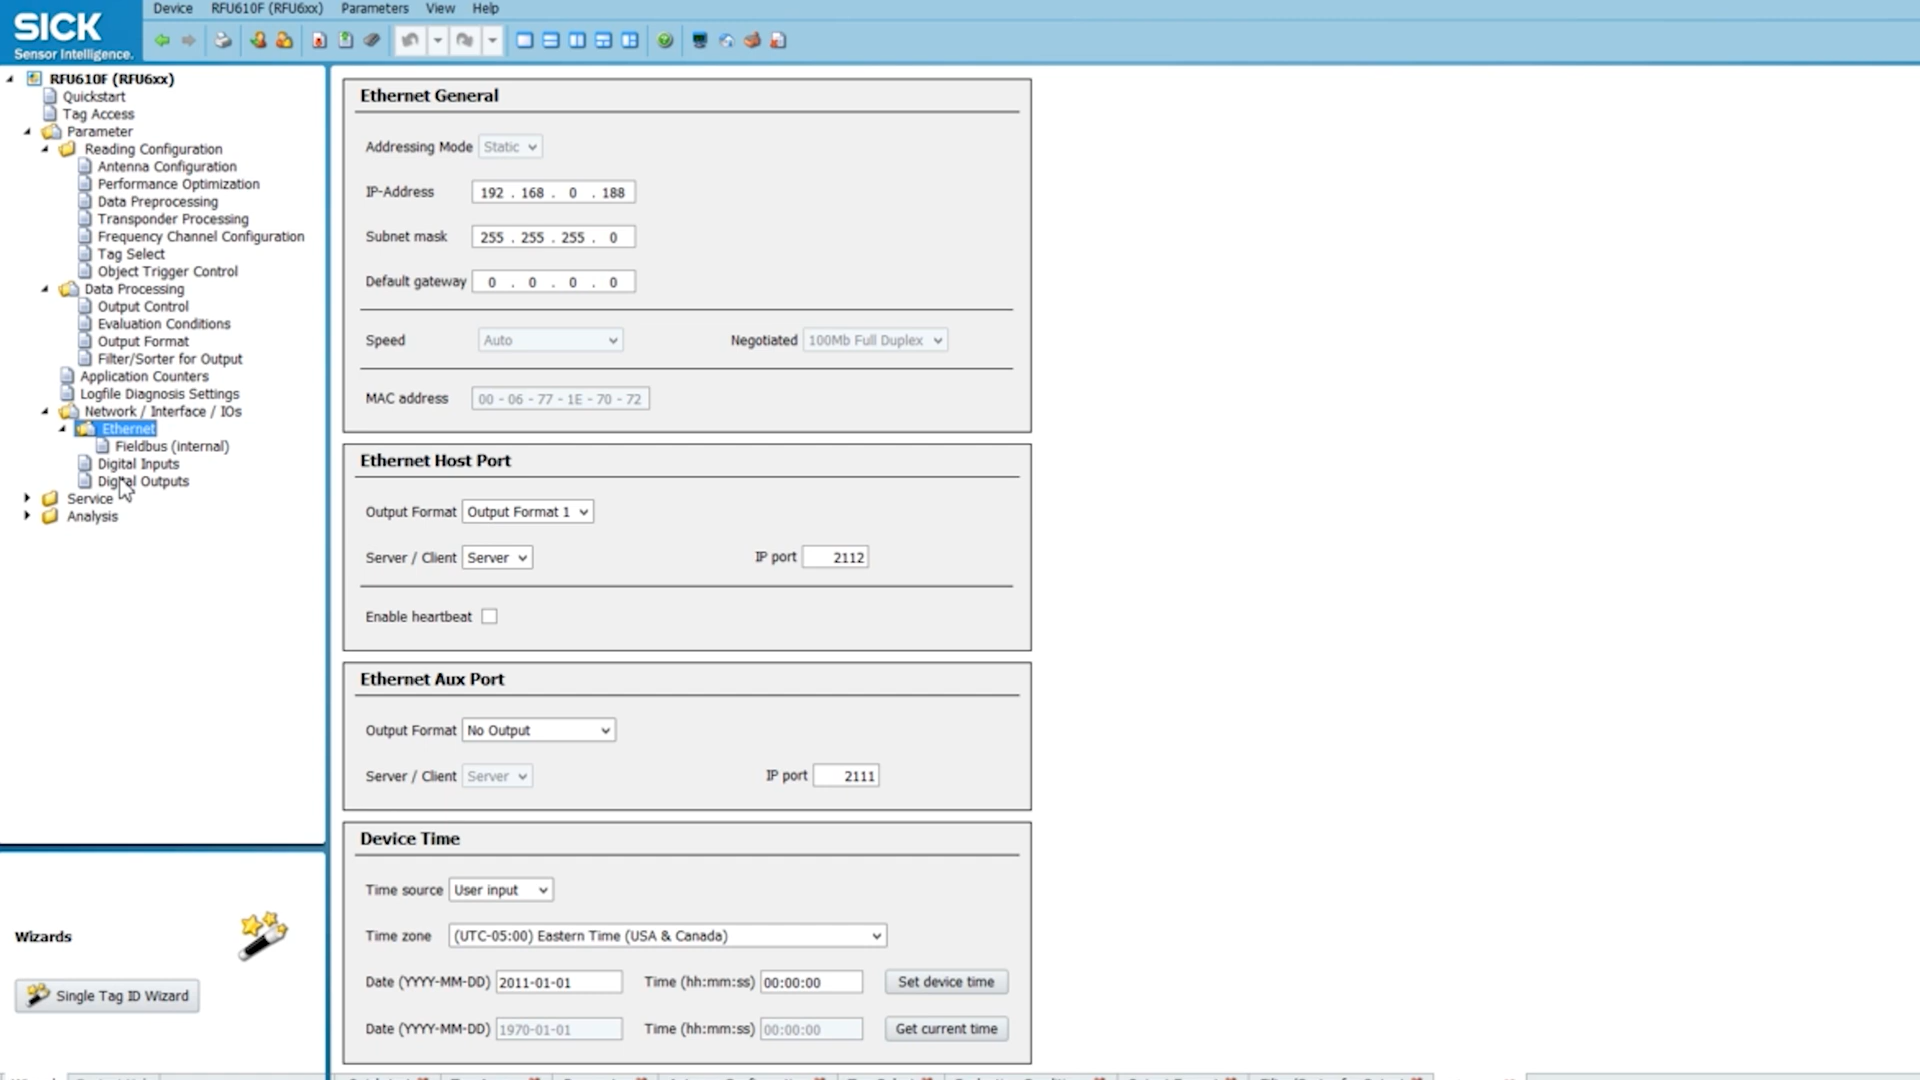 SICK
Sensor Intelligence.
Device RFU610F (RFU6xx) Parameters View Help
RFU610F (RFU6xx)
Quickstart
Tag Access
Parameter
Reading Configuration
Antenna Configuration
Performance Optimization
Data Preprocessing
Transponder Processing
Frequency Channel Configuration
Tag Select
Object Trigger Control
Data Processing
Output Control
Evaluation Conditions
Output Format
Filter/Sorter for Output
Application Counters
Logfile Diagnosis Settings
Network / Interface / IOs
Ethernet
Fieldbus (internal)
Digital Inputs
Digital Outputs
Service
Analysis
Wizards
Single Tag ID Wizard
Ethernet General
Addressing Mode Static
IP-Address 192 . 168 . 0 . 188
Subnet mask 255 . 255 . 255 . 0
Default gateway 0 . 0 . 0 . 0
Speed Auto Negotiated 100Mb Full Duplex
MAC address 00 - 06 - 77 - 1E - 70 - 72
Ethernet Host Port
Output Format Output Format 1
Server / Client Server IP port 2112
Enable heartbeat
Ethernet Aux Port
Output Format No Output
Server / Client Server IP port 2111
Device Time
Time source User input
Time zone (UTC-05:00) Eastern Time (USA & Canada)
Date (YYYY-MM-DD) 2011-01-01 Time (hh:mm:ss) 00:00:00 Set device time
Date (YYYY-MM-DD) 1970-01-01 Time (hh:mm:ss) 00:00:00 Get current time